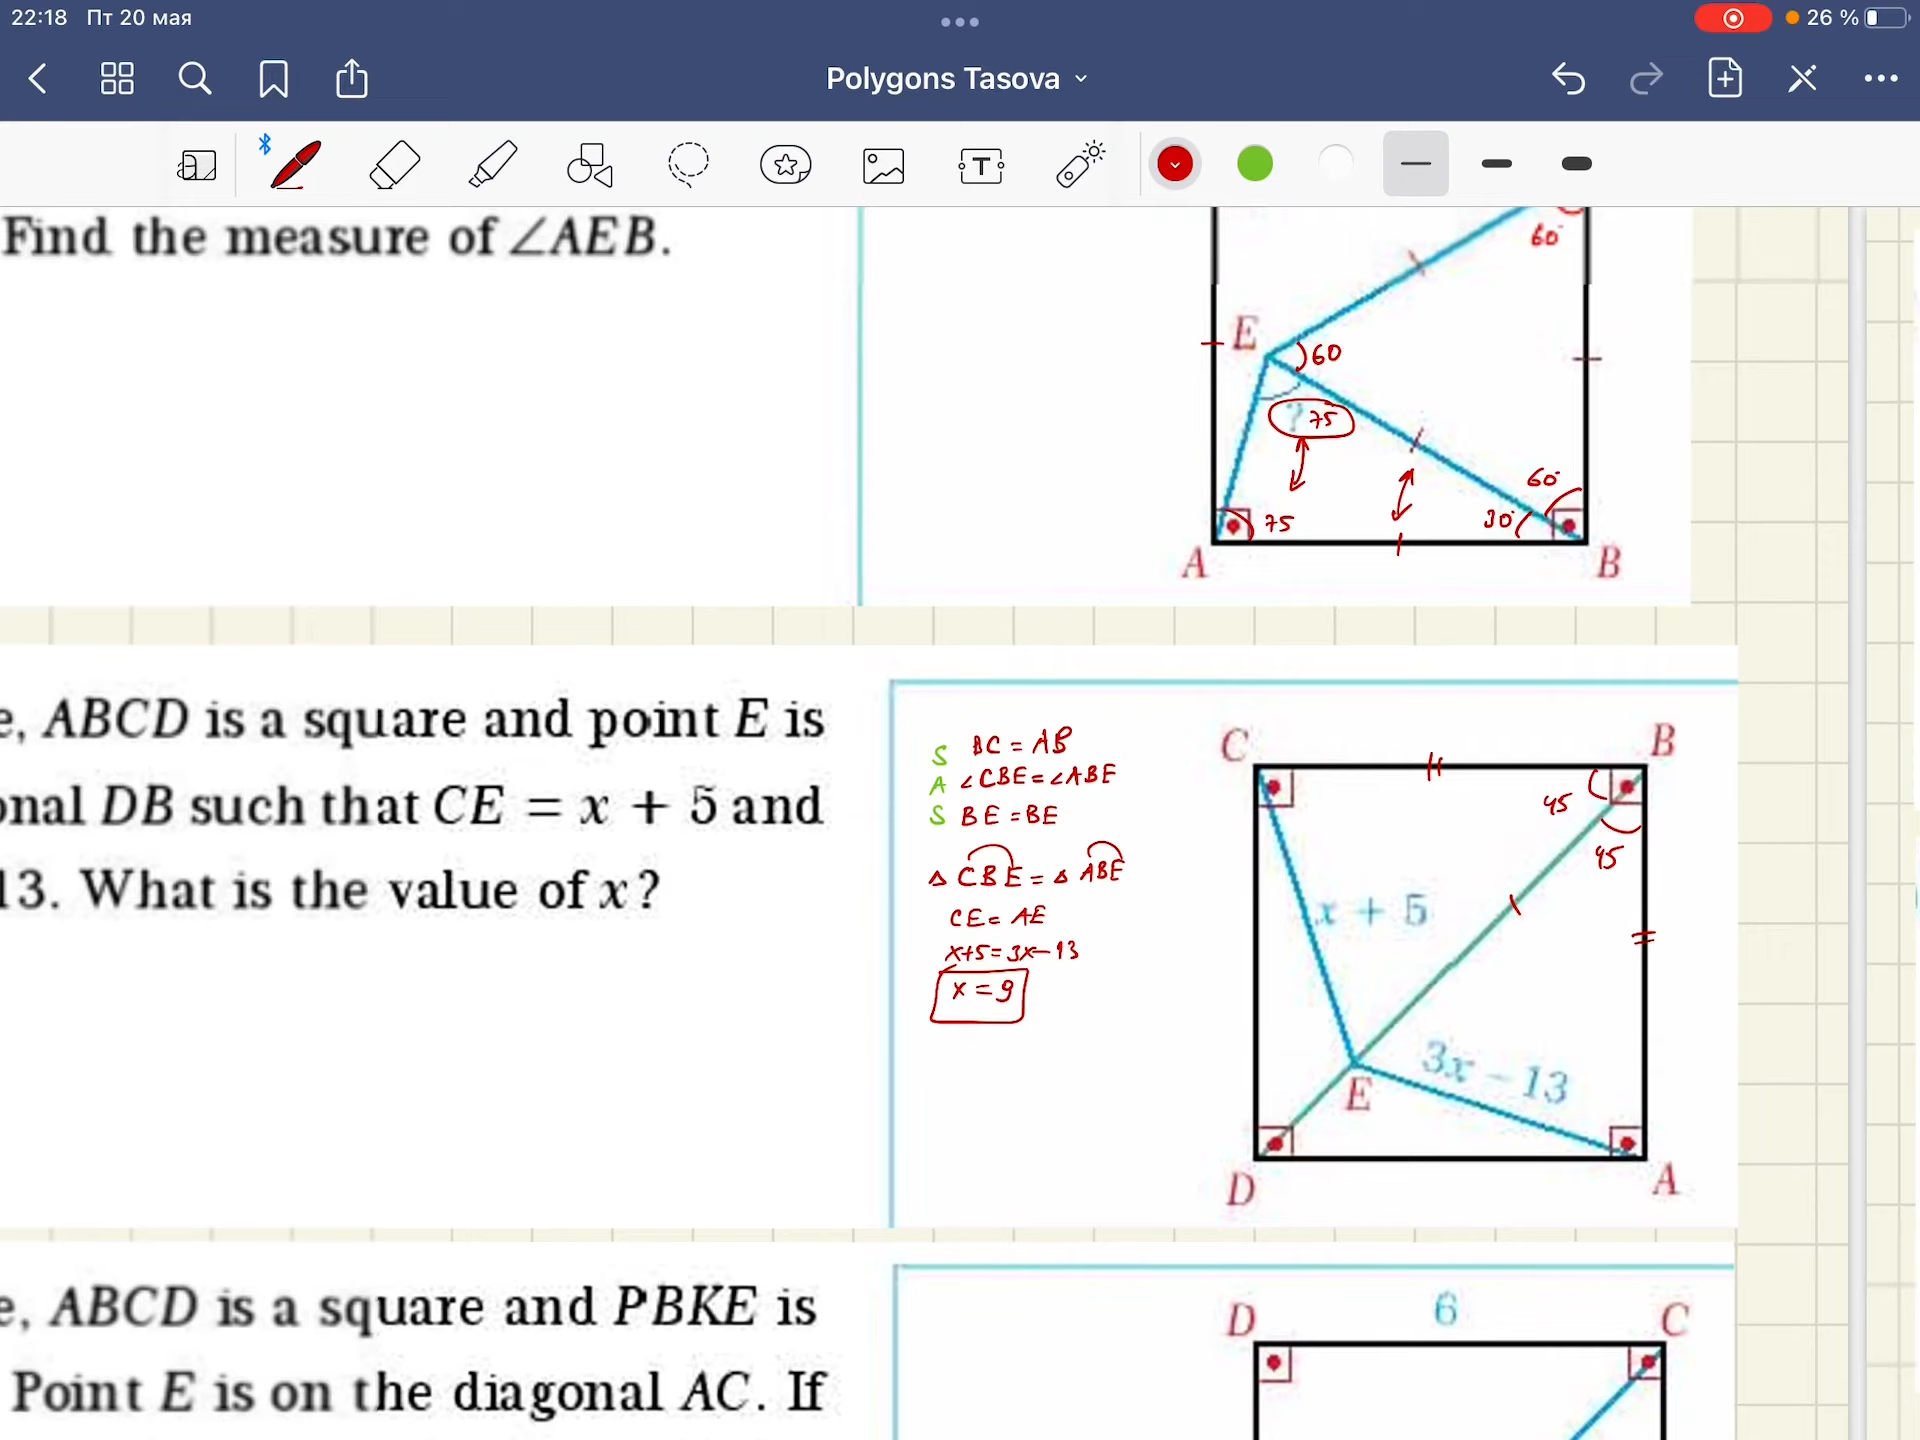 22:18 Пт 20 мая
26 %
Polygons Tasova
T
Find the measure of ∠AEB.
60°
E
60
? 75
60°
75
30°
A
B
e, ABCD is a square and point E is
onal DB such that CE = x + 5 and
13. What is the value of x?
S BC = AB
A ∠CBE = ∠ABE
S BE = BE
▵ CBE = ▵ ABE
CE = AE
x+5 = 3x-13
x = 9
C
B
45
45
x + 5
3x - 13
E
D
A
e, ABCD is a square and PBKE is
Point E is on the diagonal AC. If
D
6
C